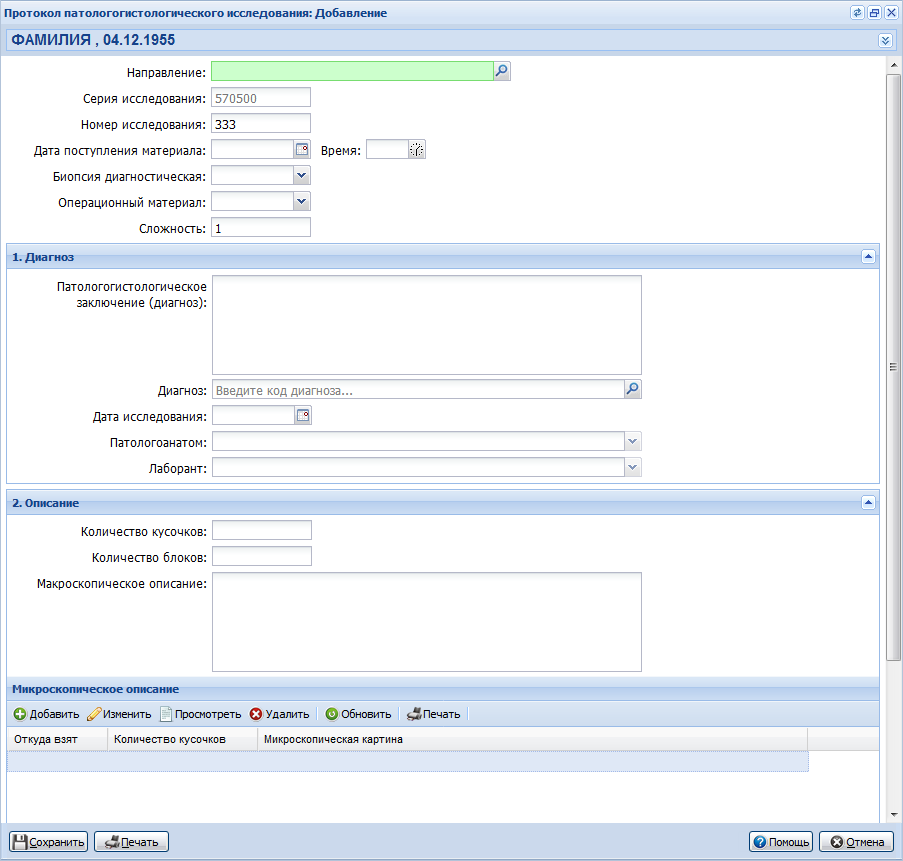 Протокол патологогистологического исследования: Добавление
ФАМИЛИЯ , 04.12.1955
Направление:
Серия исследования: 570500
Номер исследования: 333
Дата поступления материала: Время:
Биопсия диагностическая:
Операционный материал:
Сложность: 1
1. Диагноз
Патологогистологическое
заключение (диагноз):
Диагноз: Введите код диагноза...
Дата исследования:
Патологоанатом:
Лаборант:
2. Описание
Количество кусочков:
Количество блоков:
Макроскопическое описание:
Микроскопическое описание
Добавить Изменить Просмотреть Удалить Обновить Печать
Откуда взят Количество кусочков Микроскопическая картина
Сохранить Печать Помощь Отмена